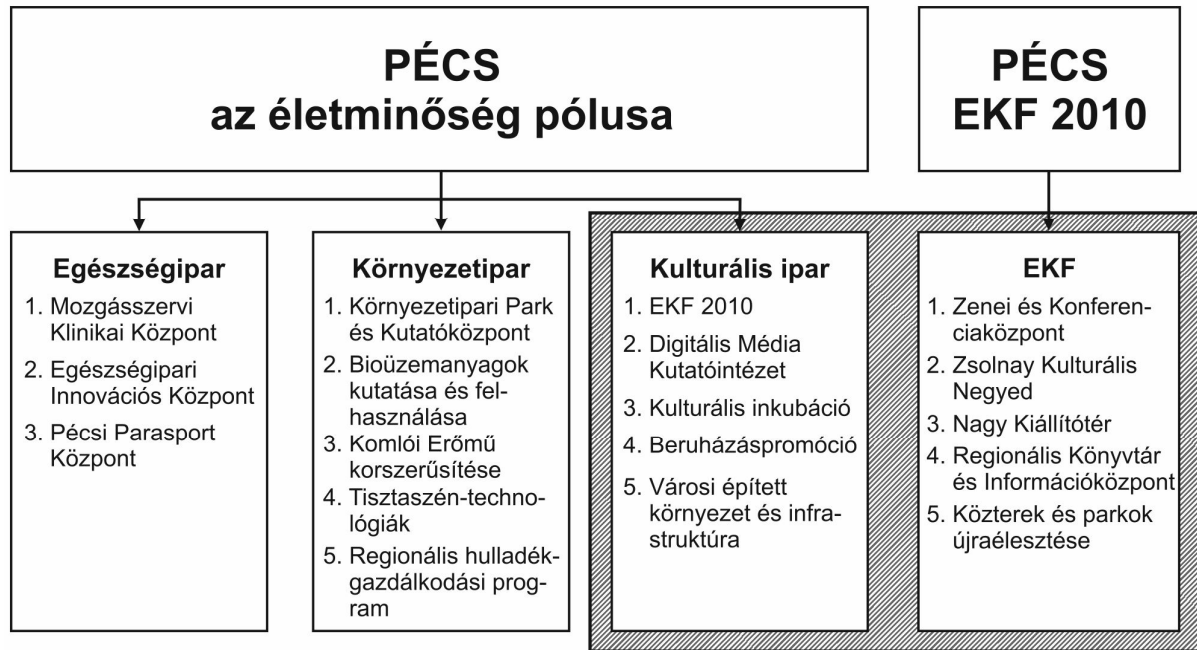 PÉCS
az életminőség pólusa
PÉCS
EKF 2010
Egészségipar
1. Mozgásszervi
Klinikai Központ
2. Egészségipari
Innovációs Központ
3. Pécsi Parasport
Központ
Környezetipar
1. Környezetipari Park
és Kutatóközpont
2. Bioüzemanyagok
kutatása és fel-
használása
3. Komlói Erőmű
korszerűsítése
4. Tisztaszén-techno-
lógiák
5. Regionális hulladék-
gazdálkodási prog-
ram
Kulturális ipar
1. EKF 2010
2. Digitális Média
Kutatóintézet
3. Kulturális inkubáció
4. Beruházáspromóció
5. Városi épített
környezet és infra-
struktúra
EKF
1. Zenei és Konferen-
ciaközpont
2. Zsolnay Kulturális
Negyed
3. Nagy Kiállítótér
4. Regionális Könyvtár
és Információközpont
5. Közterek és parkok
újraélesztése